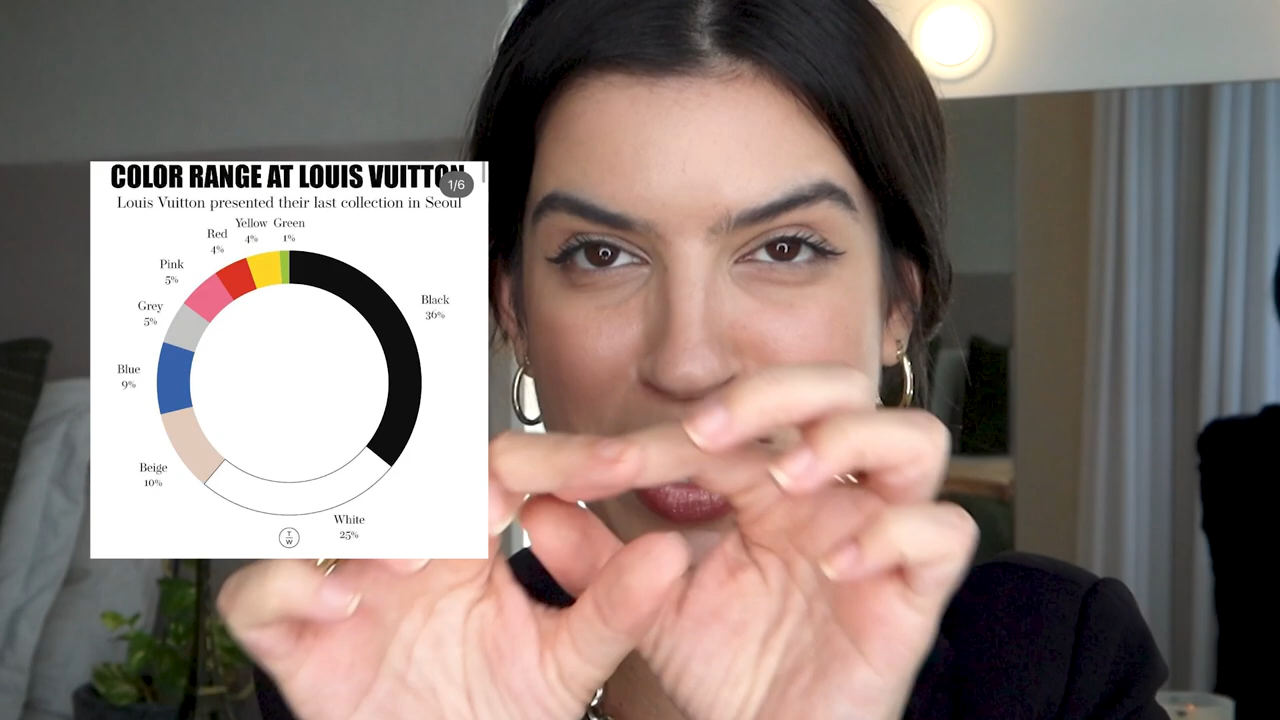 COLOR RANGE AT LOUIS VUITTON
1/6
Louis Vuitton presented their last collection in Seoul
Yellow Green
4% 1%
Red
4%
Pink
5%
Black
36%
Grey
5%
Blue
9%
Beige
10%
White
25%
T
W